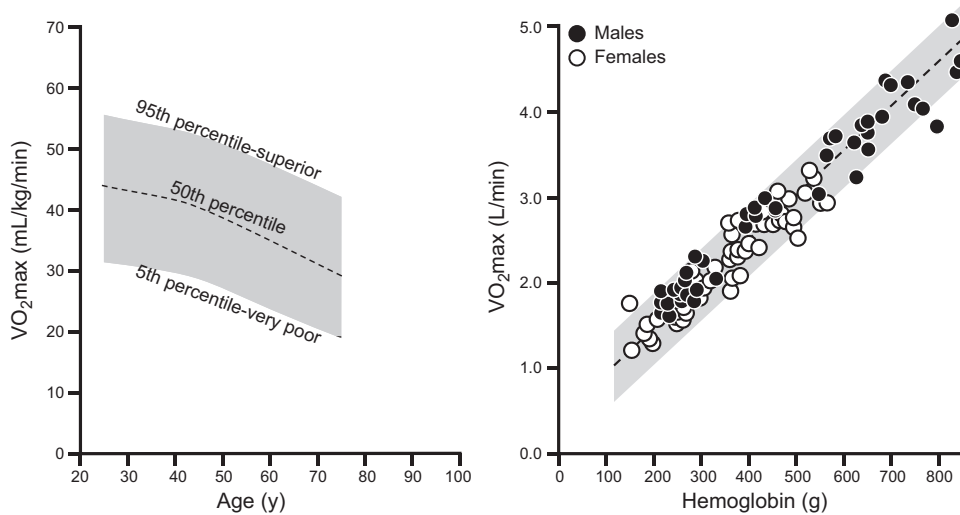 70
60
50
40
30
20
10
0
VO2max (mL/kg/min)
95th percentile-superior
50th percentile
5th percentile-very poor
20 30 40 50 60 70 80 90 100
Age (y)
5.0
4.0
3.0
2.0
1.0
0.0
VO2max (L/min)
Males
Females
0 100 200 300 400 500 600 700 800
Hemoglobin (g)